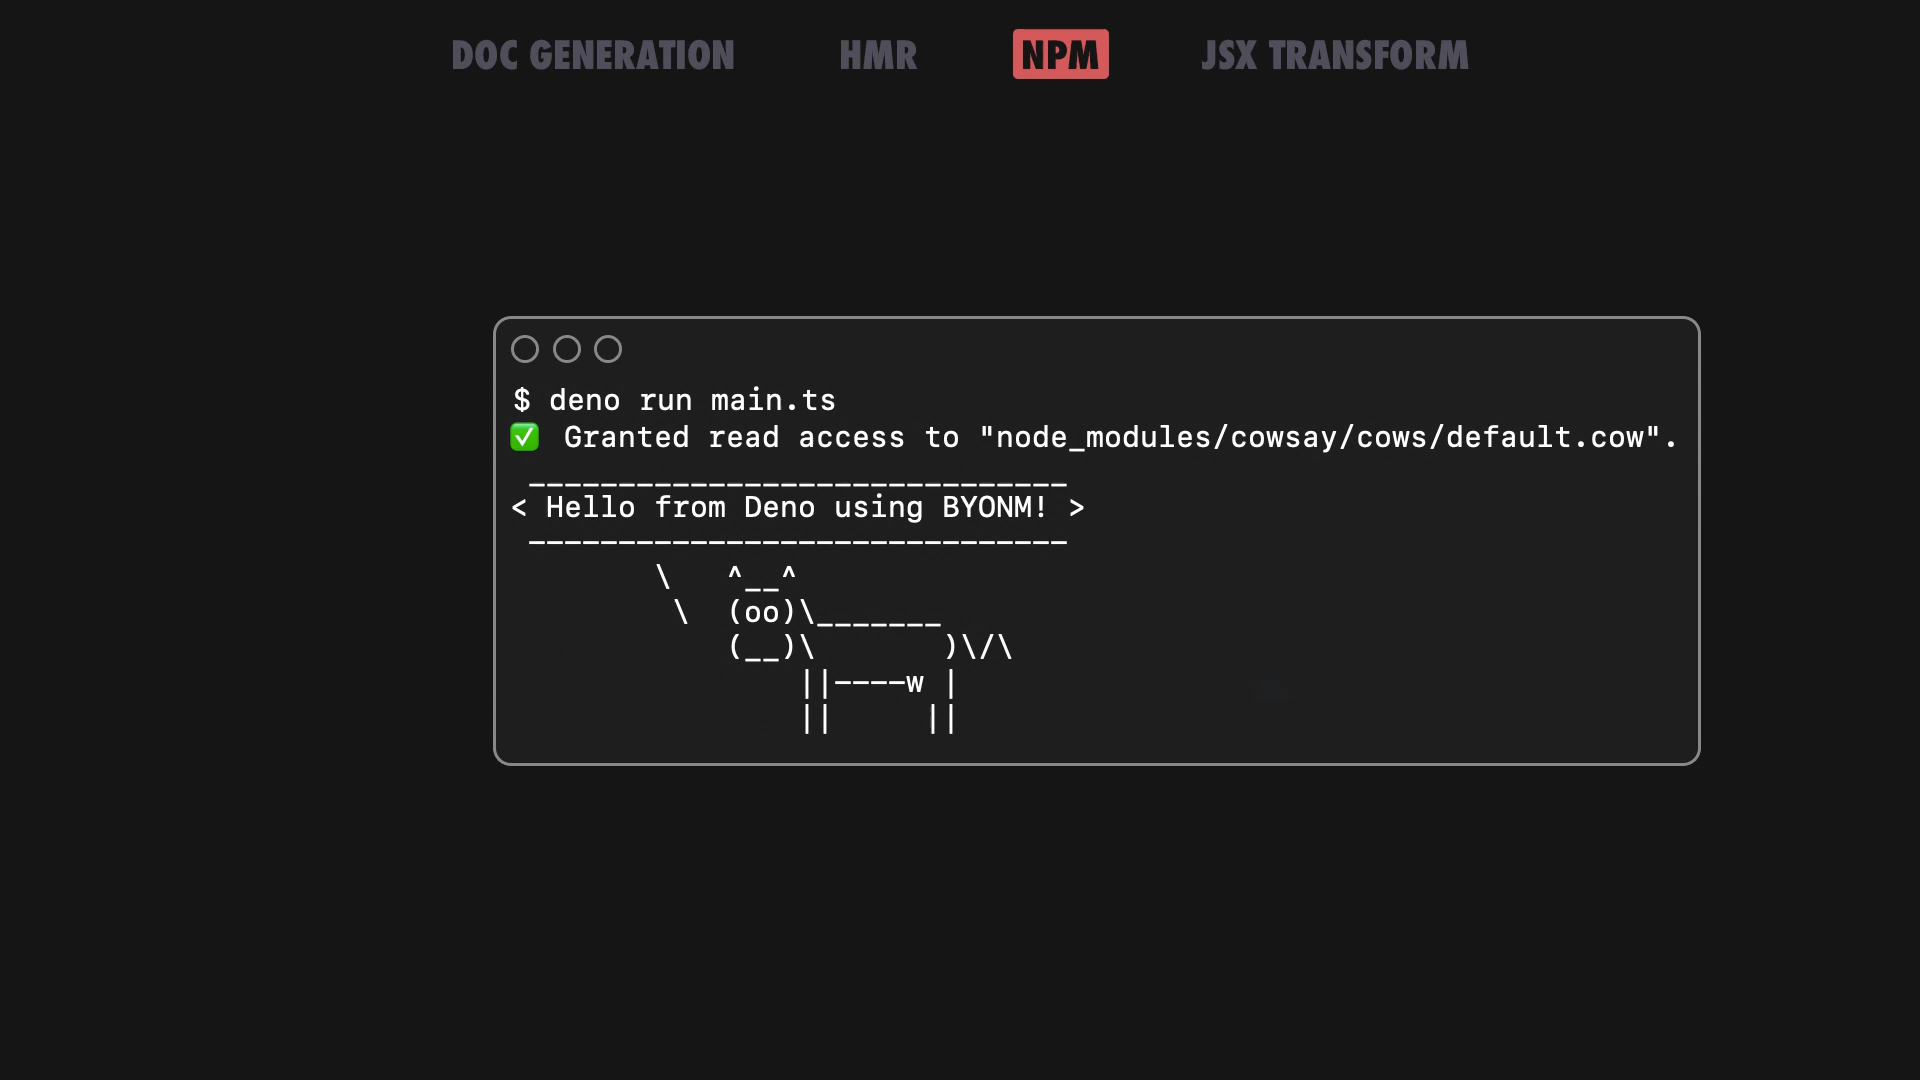 DOC GENERATION HMR NPM JSX TRANSFORM
$ deno run main.ts
✅ Granted read access to "node_modules/cowsay/cows/default.cow".
 ______________________________
< Hello from Deno using BYONM! >
 ------------------------------
        \   ^__^
         \  (oo)\_______
            (__)\       )\/\
                ||----w |
                ||     ||